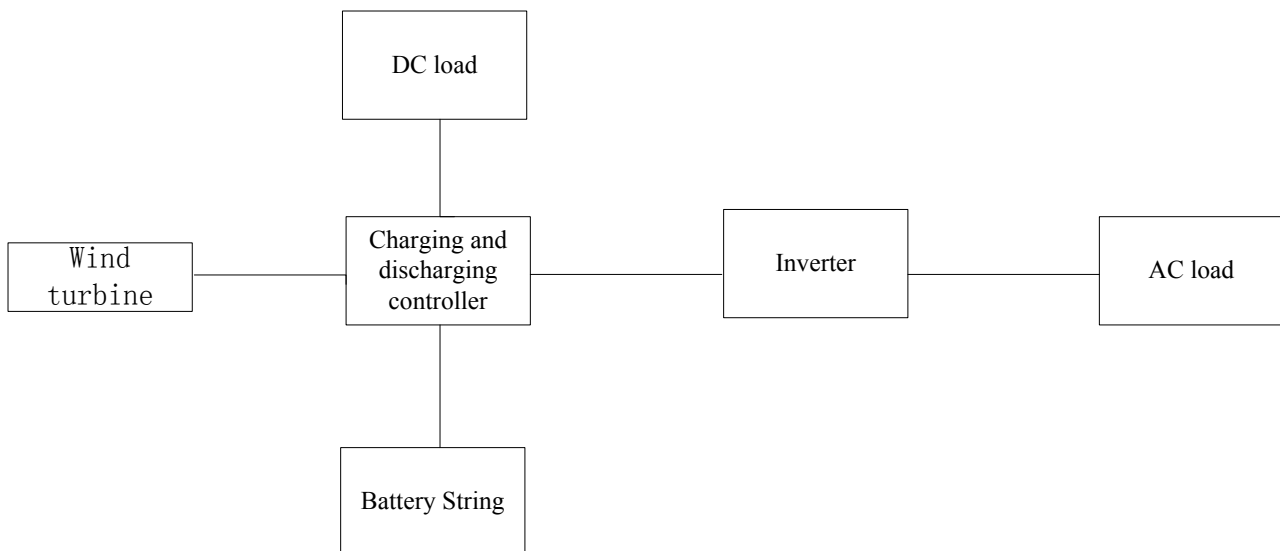 DC load
Wind
turbine
Charging and
discharging
controller
Inverter
AC load
Battery String